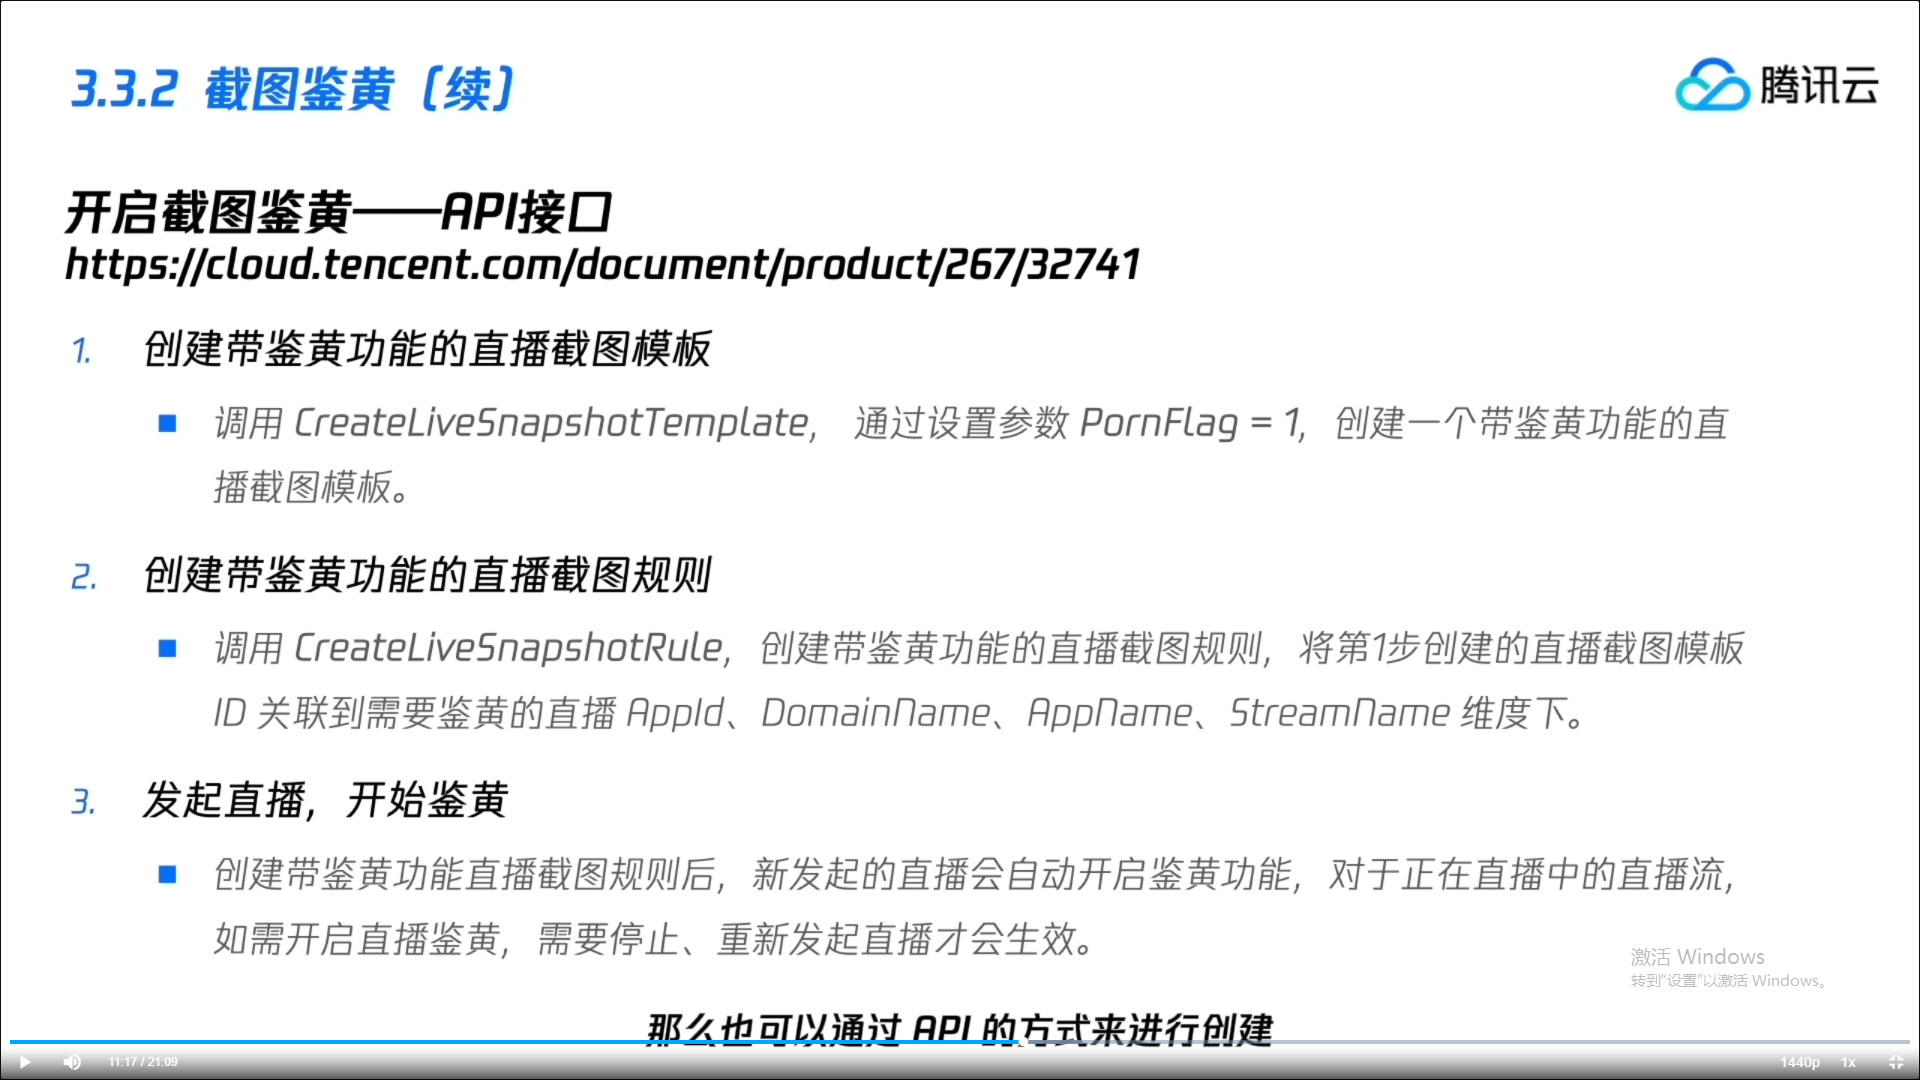 3.3.2 截图鉴黄（续）
腾讯云
开启截图鉴黄——API接口
https://cloud.tencent.com/document/product/267/32741
1. 创建带鉴黄功能的直播截图模板
调用 CreateLiveSnapshotTemplate， 通过设置参数 PornFlag = 1，创建一个带鉴黄功能的直
播截图模板。
2. 创建带鉴黄功能的直播截图规则
调用 CreateLiveSnapshotRule，创建带鉴黄功能的直播截图规则，将第1步创建的直播截图模板
ID 关联到需要鉴黄的直播 AppId、DomainName、AppName、StreamName 维度下。
3. 发起直播，开始鉴黄
创建带鉴黄功能直播截图规则后，新发起的直播会自动开启鉴黄功能，对于正在直播中的直播流，
如需开启直播鉴黄，需要停止、重新发起直播才会生效。
激活 Windows
转到“设置”以激活 Windows。
那么也可以通过 API 的方式来进行创建
11:17 / 21:09
1440p 1x